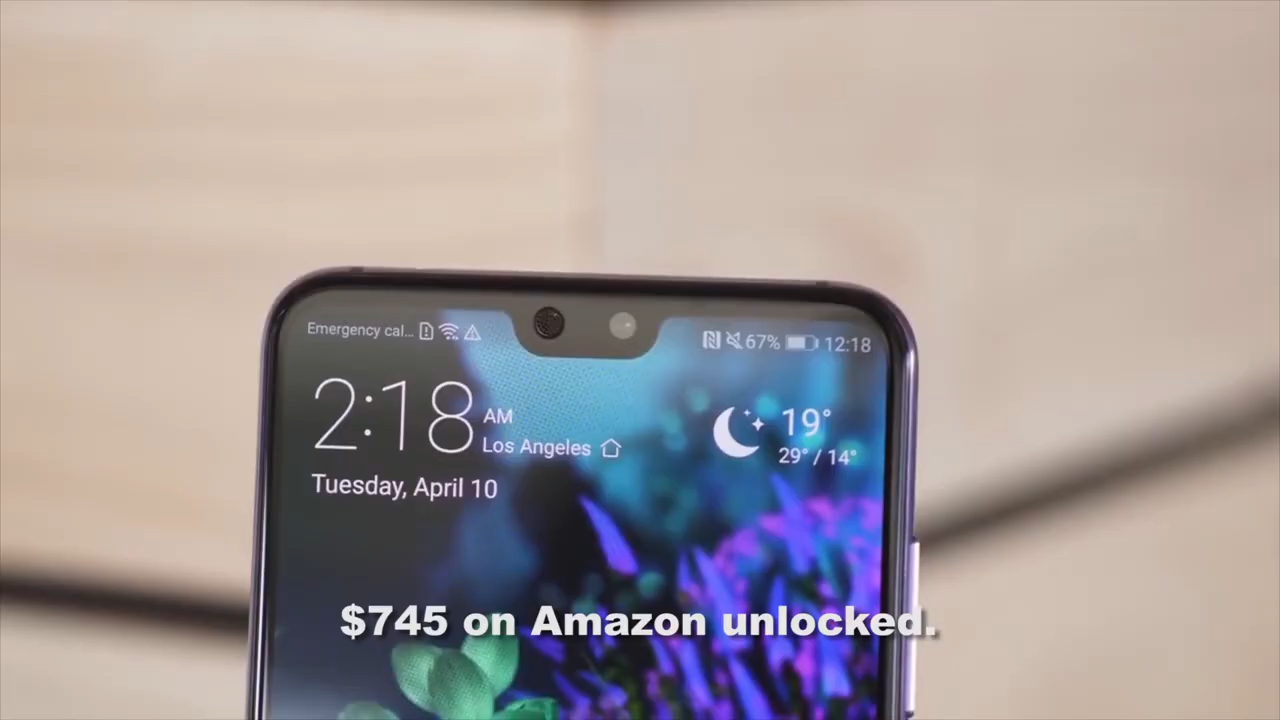 Emergency cal...
67% 12:18
2:18 AM
Los Angeles
19°
29° / 14°
Tuesday, April 10
$745 on Amazon unlocked.